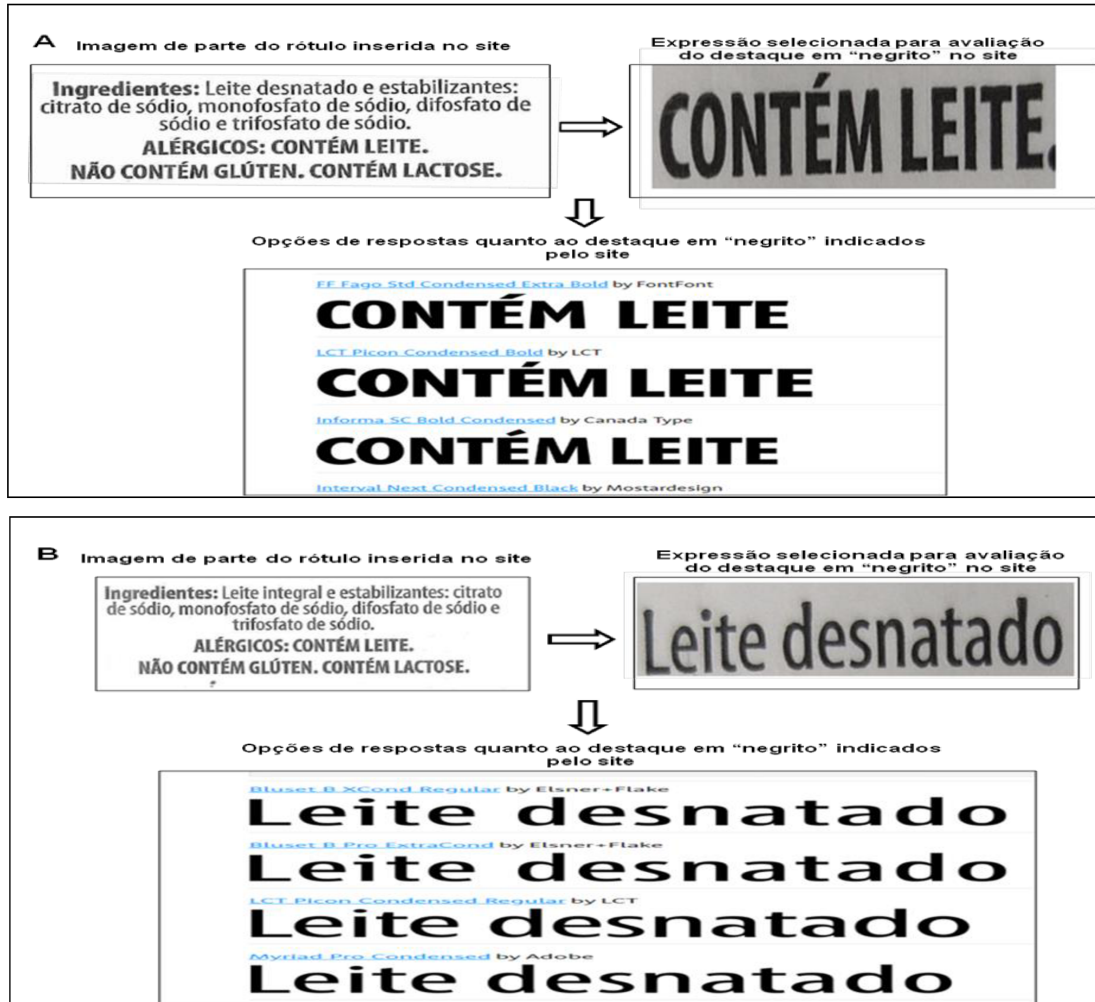 A Imagem de parte do rótulo inserida no site
Expressão selecionada para avaliação
do destaque em “negrito” no site
Ingredientes: Leite desnatado e estabilizantes:
citrato de sódio, monofosfato de sódio, difosfato de
sódio e trifosfato de sódio.
ALÉRGICOS: CONTÉM LEITE.
NÃO CONTÉM GLÚTEN. CONTÉM LACTOSE.
CONTÉM LEITE.
Opções de respostas quanto ao destaque em “negrito” indicados
pelo site
FF Fago Std Condensed Extra Bold by FontFont
CONTÉM LEITE
LCT Picon Condensed Bold by LCT
CONTÉM LEITE
Informa SC Bold Condensed by Canada Type
CONTÉM LEITE
Interval Next Condensed Black by Mostardesign
B Imagem de parte do rótulo inserida no site
Expressão selecionada para avaliação
do destaque em “negrito” no site
Ingredientes: Leite integral e estabilizantes: citrato
de sódio, monofosfato de sódio, difosfato de sódio e
trifosfato de sódio.
ALÉRGICOS: CONTÉM LEITE.
NÃO CONTÉM GLÚTEN. CONTÉM LACTOSE.
Leite desnatado
Opções de respostas quanto ao destaque em “negrito” indicados
pelo site
Bluset B XCond Regular by Elsner+Flake
Leite desnatado
Bluset B Pro ExtraCond by Elsner+Flake
Leite desnatado
LCT Picon Condensed Regular by LCT
Leite desnatado
Myriad Pro Condensed by Adobe
Leite desnatado